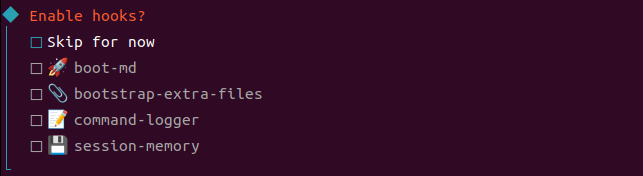 Enable hooks?
Skip for now
🚀 boot-md
📎 bootstrap-extra-files
📝 command-logger
💾 session-memory